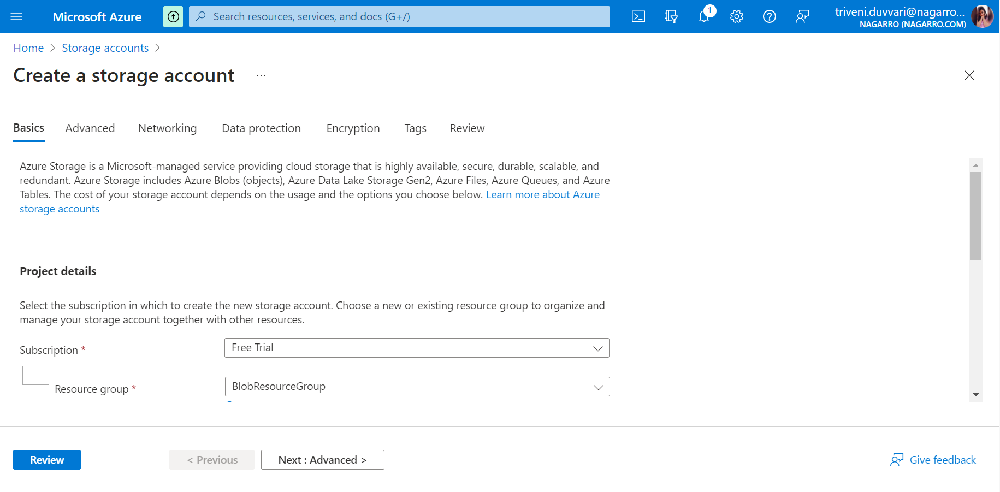 Microsoft Azure
Search resources, services, and docs (G+/)
1
triveni.duvvari@nagarro...
NAGARRO (NAGARRO.COM)
Home > Storage accounts >
Create a storage account ...
Basics Advanced Networking Data protection Encryption Tags Review
Azure Storage is a Microsoft-managed service providing cloud storage that is highly available, secure, durable, scalable, and
redundant. Azure Storage includes Azure Blobs (objects), Azure Data Lake Storage Gen2, Azure Files, Azure Queues, and Azure
Tables. The cost of your storage account depends on the usage and the options you choose below. Learn more about Azure
storage accounts
Project details
Select the subscription in which to create the new storage account. Choose a new or existing resource group to organize and
manage your storage account together with other resources.
Subscription * Free Trial
Resource group * BlobResourceGroup
Review < Previous Next : Advanced > Give feedback